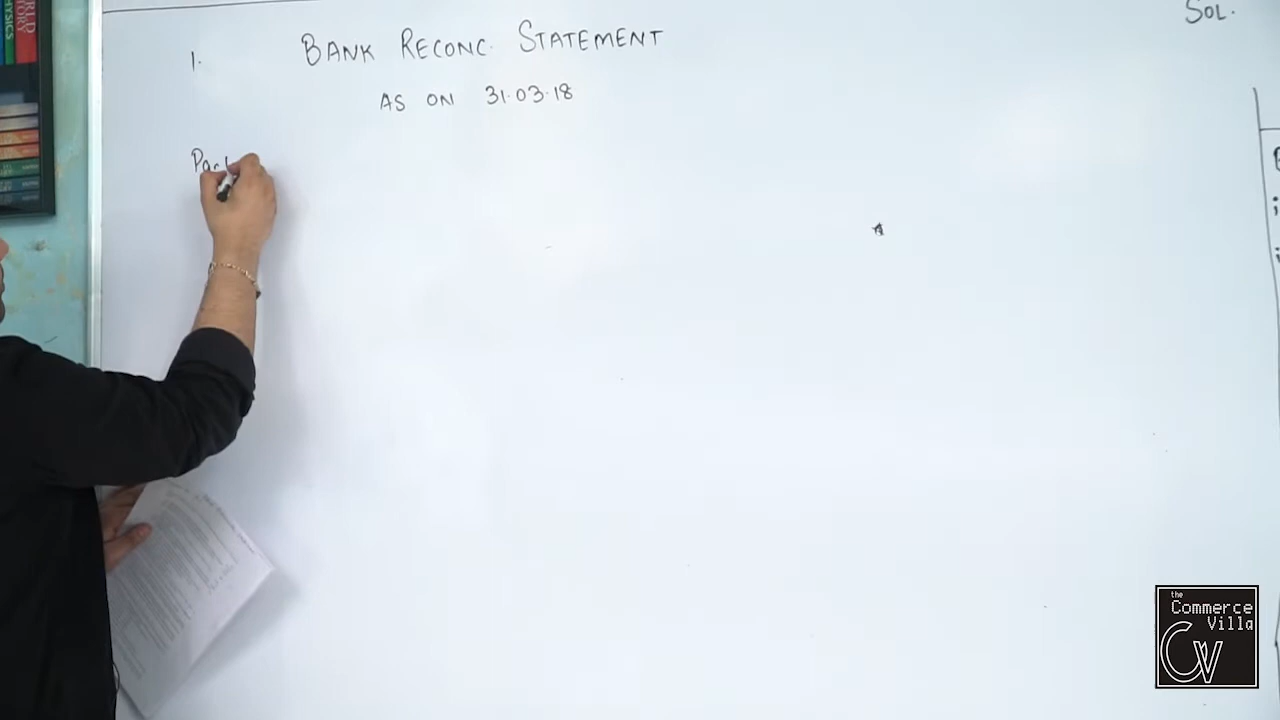 SOL.
1. BANK RECONC. STATEMENT
AS ON 31.03.18
the
Commerce
Villa
CV